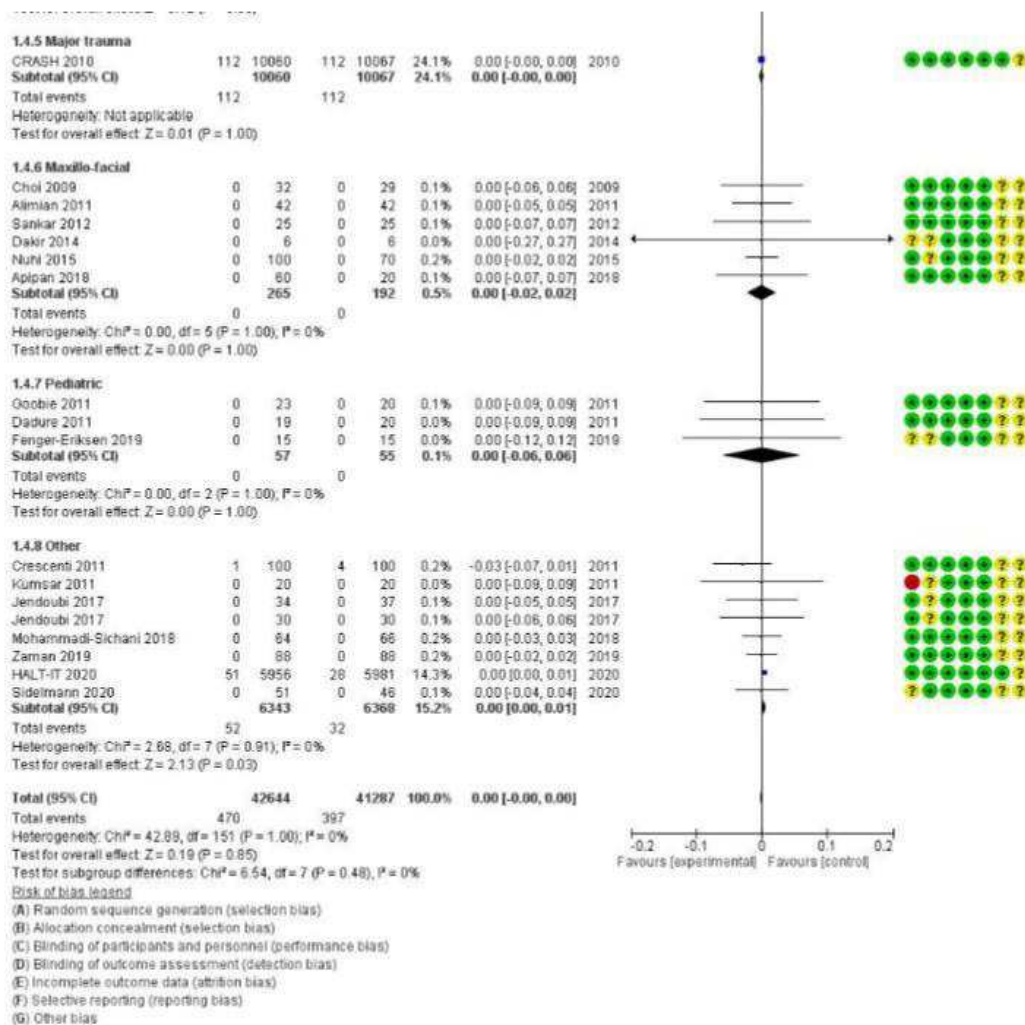 1.4.5 Major trauma
CRASH 2010 112 10060 112 10067 24.1% 0.00 [-0.00, 0.00] 2010
Subtotal (95% CI) 10060 10067 24.1% 0.00 [-0.00, 0.00]
Total events 112 112
Heterogeneity: Not applicable
Test for overall effect: Z = 0.01 (P = 1.00)
1.4.6 Maxillo-facial
Choi 2009 0 32 0 29 0.1% 0.00 [-0.06, 0.06] 2009
Alimian 2011 0 42 0 42 0.1% 0.00 [-0.05, 0.05] 2011
Sankar 2012 0 25 0 25 0.1% 0.00 [-0.07, 0.07] 2012
Dakir 2014 0 6 0 6 0.0% 0.00 [-0.27, 0.27] 2014
Nuhi 2015 0 100 0 70 0.2% 0.00 [-0.02, 0.02] 2015
Apipan 2018 0 60 0 20 0.1% 0.00 [-0.07, 0.07] 2018
Subtotal (95% CI) 265 192 0.5% 0.00 [-0.02, 0.02]
Total events 0 0
Heterogeneity: Chi² = 0.00, df = 5 (P = 1.00); I² = 0%
Test for overall effect: Z = 0.00 (P = 1.00)
1.4.7 Pediatric
Goobie 2011 0 23 0 20 0.1% 0.00 [-0.09, 0.09] 2011
Dadure 2011 0 19 0 20 0.0% 0.00 [-0.09, 0.09] 2011
Fenger-Eriksen 2019 0 15 0 15 0.0% 0.00 [-0.12, 0.12] 2019
Subtotal (95% CI) 57 55 0.1% 0.00 [-0.06, 0.06]
Total events 0 0
Heterogeneity: Chi² = 0.00, df = 2 (P = 1.00); I² = 0%
Test for overall effect: Z = 0.00 (P = 1.00)
1.4.8 Other
Crescenti 2011 1 100 4 100 0.2% -0.03 [-0.07, 0.01] 2011
Kumsar 2011 0 20 0 20 0.0% 0.00 [-0.09, 0.09] 2011
Jendoubi 2017 0 34 0 37 0.1% 0.00 [-0.05, 0.05] 2017
Jendoubi 2017 0 30 0 30 0.1% 0.00 [-0.06, 0.06] 2017
Mohammadi-Sichani 2018 0 64 0 66 0.2% 0.00 [-0.03, 0.03] 2018
Zaman 2019 0 88 0 88 0.2% 0.00 [-0.02, 0.02] 2019
HALT-IT 2020 51 5956 28 5981 14.3% 0.00 [0.00, 0.01] 2020
Sidelmann 2020 0 51 0 46 0.1% 0.00 [-0.04, 0.04] 2020
Subtotal (95% CI) 6343 6368 15.2% 0.00 [0.00, 0.01]
Total events 52 32
Heterogeneity: Chi² = 2.68, df = 7 (P = 0.91); I² = 0%
Test for overall effect: Z = 2.13 (P = 0.03)
Total (95% CI) 42644 41287 100.0% 0.00 [-0.00, 0.00]
Total events 470 397
Heterogeneity: Chi² = 42.89, df = 151 (P = 1.00); I² = 0%
Test for overall effect: Z = 0.19 (P = 0.85)
Test for subgroup differences: Chi² = 6.54, df = 7 (P = 0.48), I² = 0%
-0.2 -0.1 0 0.1 0.2
Favours [experimental] Favours [control]
Risk of bias legend
(A) Random sequence generation (selection bias)
(B) Allocation concealment (selection bias)
(C) Blinding of participants and personnel (performance bias)
(D) Blinding of outcome assessment (detection bias)
(E) Incomplete outcome data (attrition bias)
(F) Selective reporting (reporting bias)
(G) Other bias